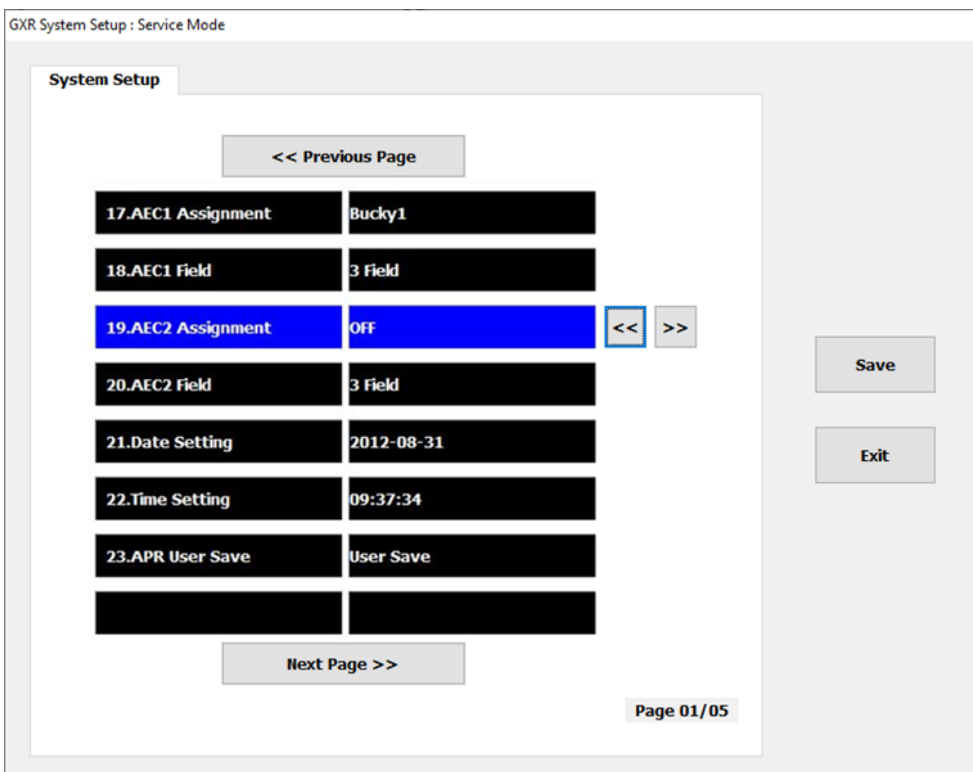 GXR System Setup : Service Mode
System Setup
<< Previous Page
17.AEC1 Assignment Bucky1
18.AEC1 Field 3 Field
19.AEC2 Assignment OFF << >>
20.AEC2 Field 3 Field
21.Date Setting 2012-08-31
22.Time Setting 09:37:34
23.APR User Save User Save
Next Page >>
Page 01/05
Save
Exit